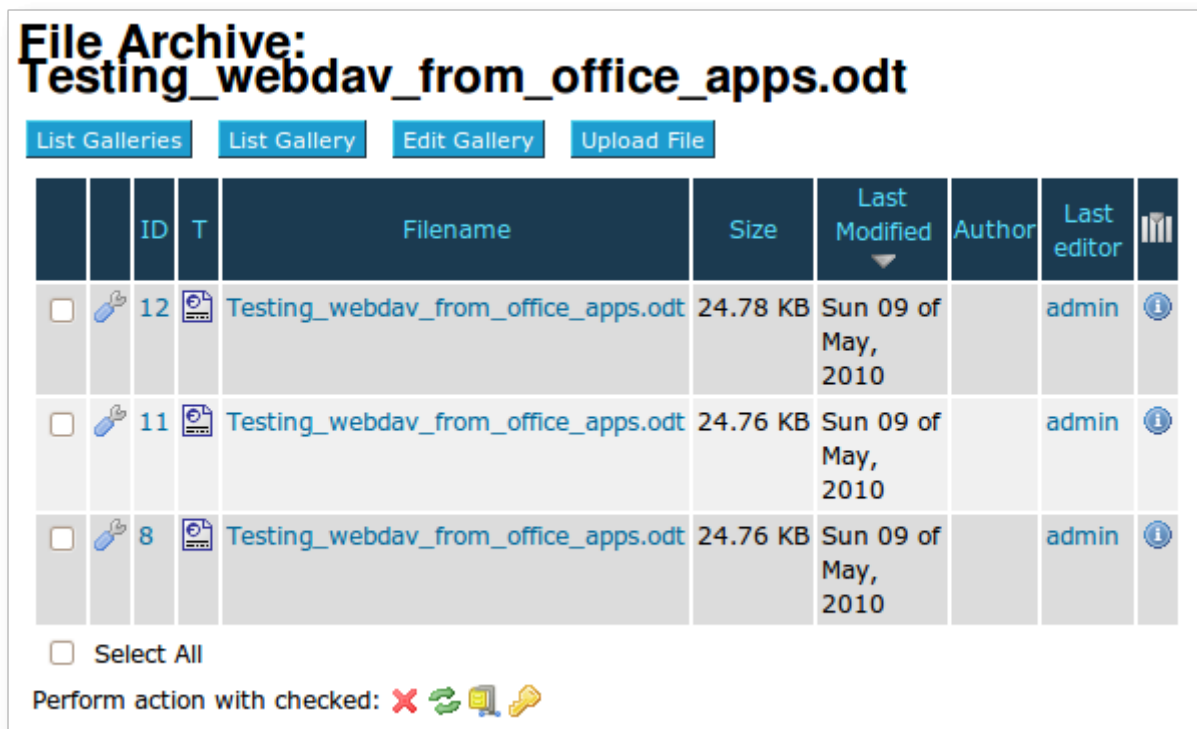 File Archive:
Testing_webdav_from_office_apps.odt
List Galleries List Gallery Edit Gallery Upload File
ID T Filename Size Last Modified Author Last editor
12 Testing_webdav_from_office_apps.odt 24.78 KB Sun 09 of May, 2010 admin
11 Testing_webdav_from_office_apps.odt 24.76 KB Sun 09 of May, 2010 admin
8 Testing_webdav_from_office_apps.odt 24.76 KB Sun 09 of May, 2010 admin
Select All
Perform action with checked: